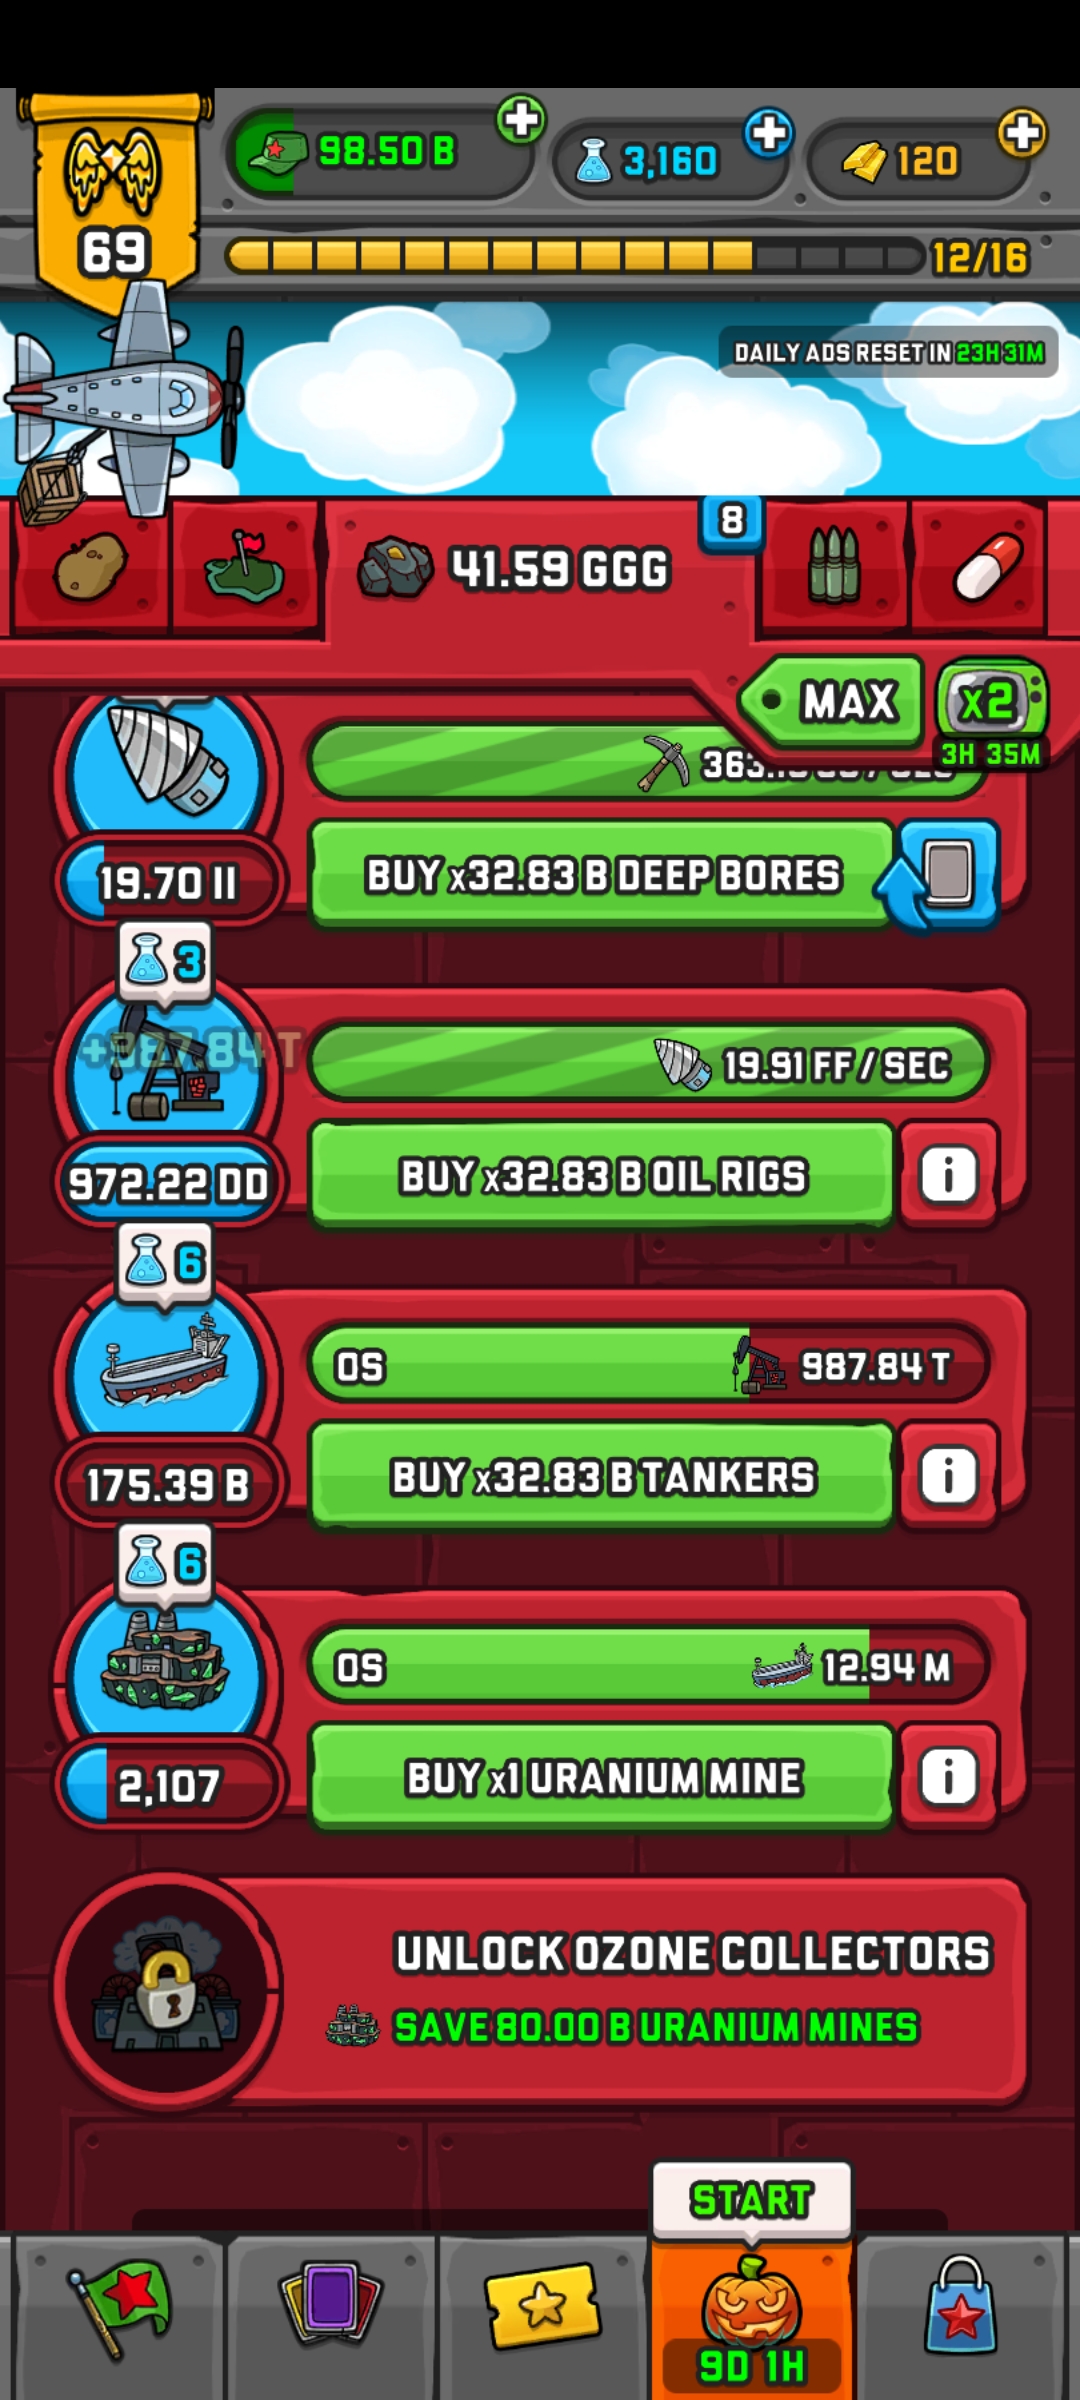 98.50 B
3,160
120
69
12/16
DAILY ADS RESET IN 23H 31M
41.59 GGG
8
MAX
x2
3H 35M
19.70 II
BUY x32.83 B DEEP BORES
3
+987.84 T
19.91 FF / SEC
972.22 DD
BUY x32.83 B OIL RIGS
6
0S
987.84 T
175.39 B
BUY x32.83 B TANKERS
6
0S
12.94 M
2,107
BUY x1 URANIUM MINE
UNLOCK OZONE COLLECTORS
SAVE 80.00 B URANIUM MINES
START
9D 1H